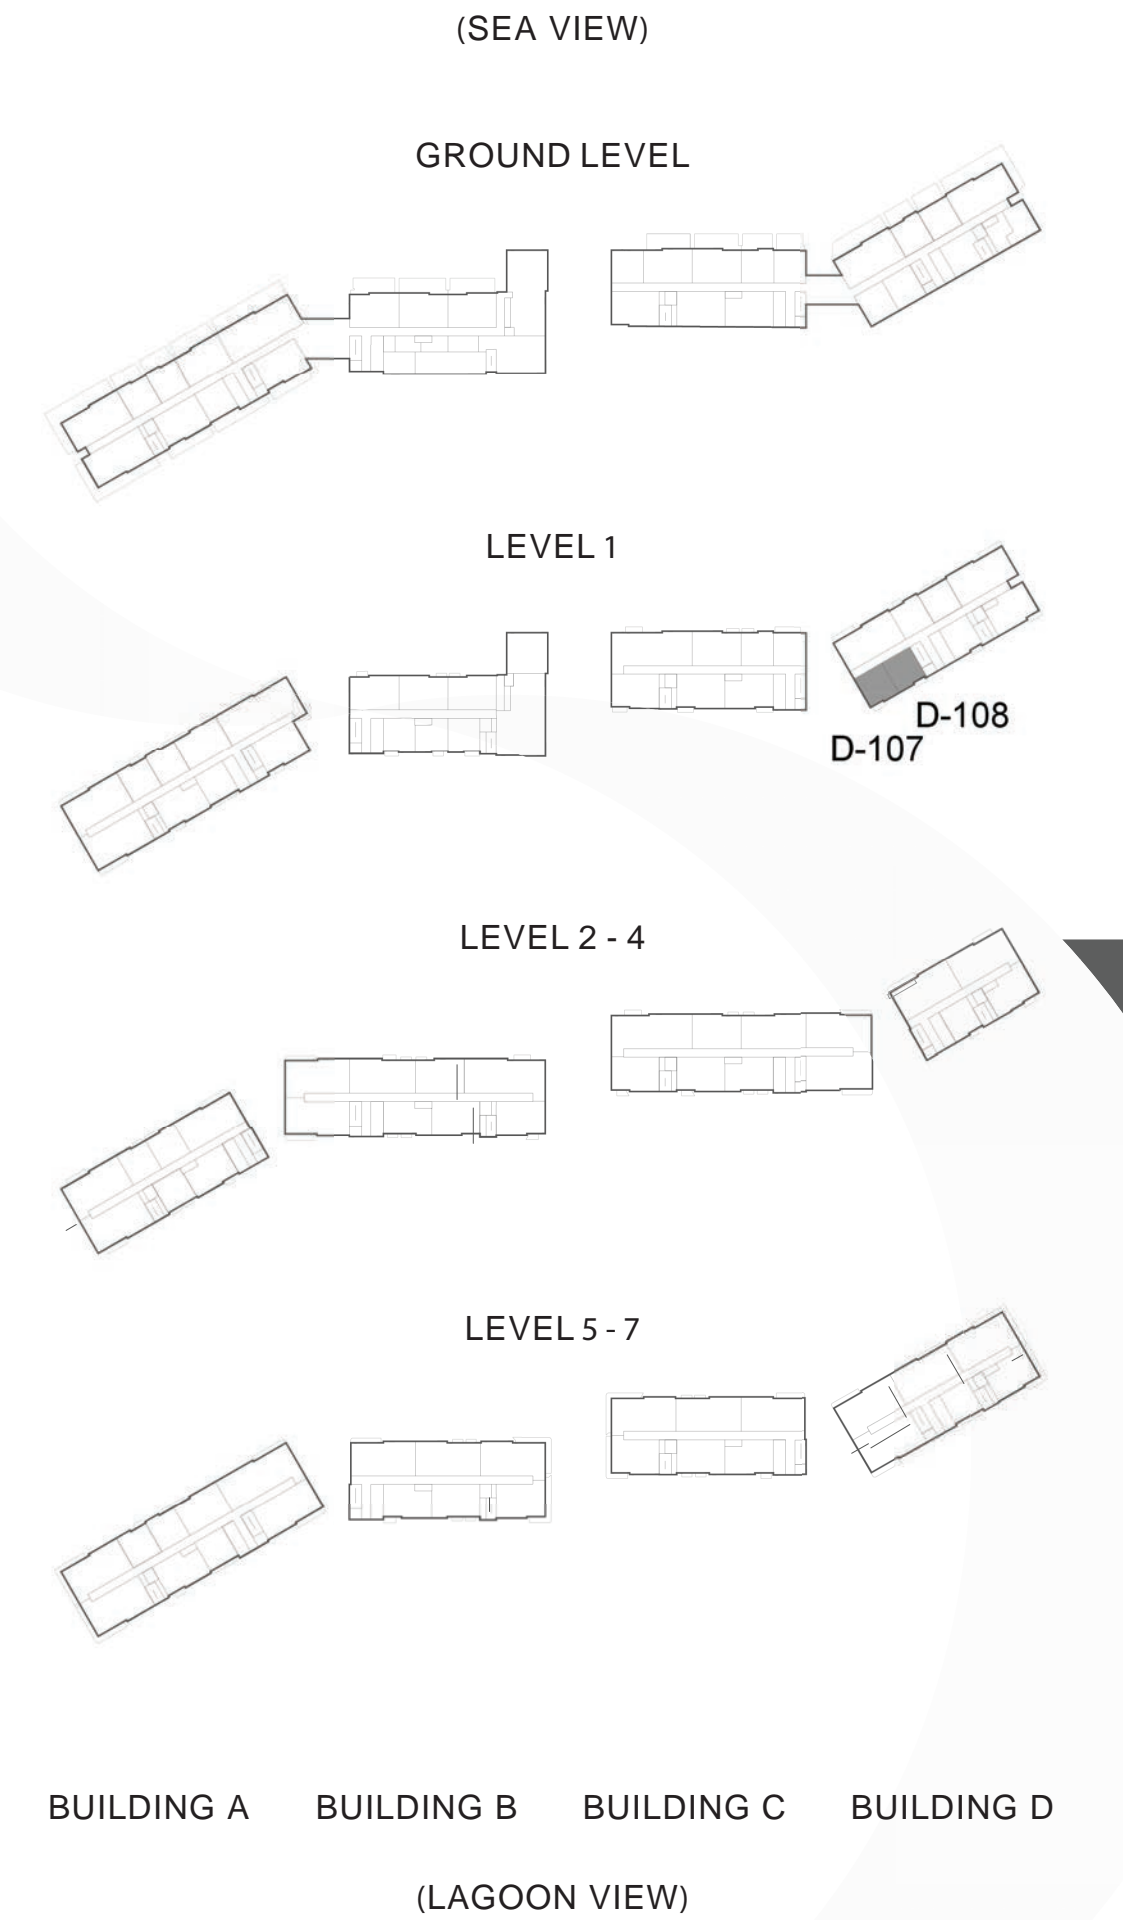 (SEA VIEW)
GROUND LEVEL
LEVEL 1
D-108
D-107
LEVEL 2 - 4
LEVEL 5 - 7
BUILDING A BUILDING B BUILDING C BUILDING D
(LAGOON VIEW)